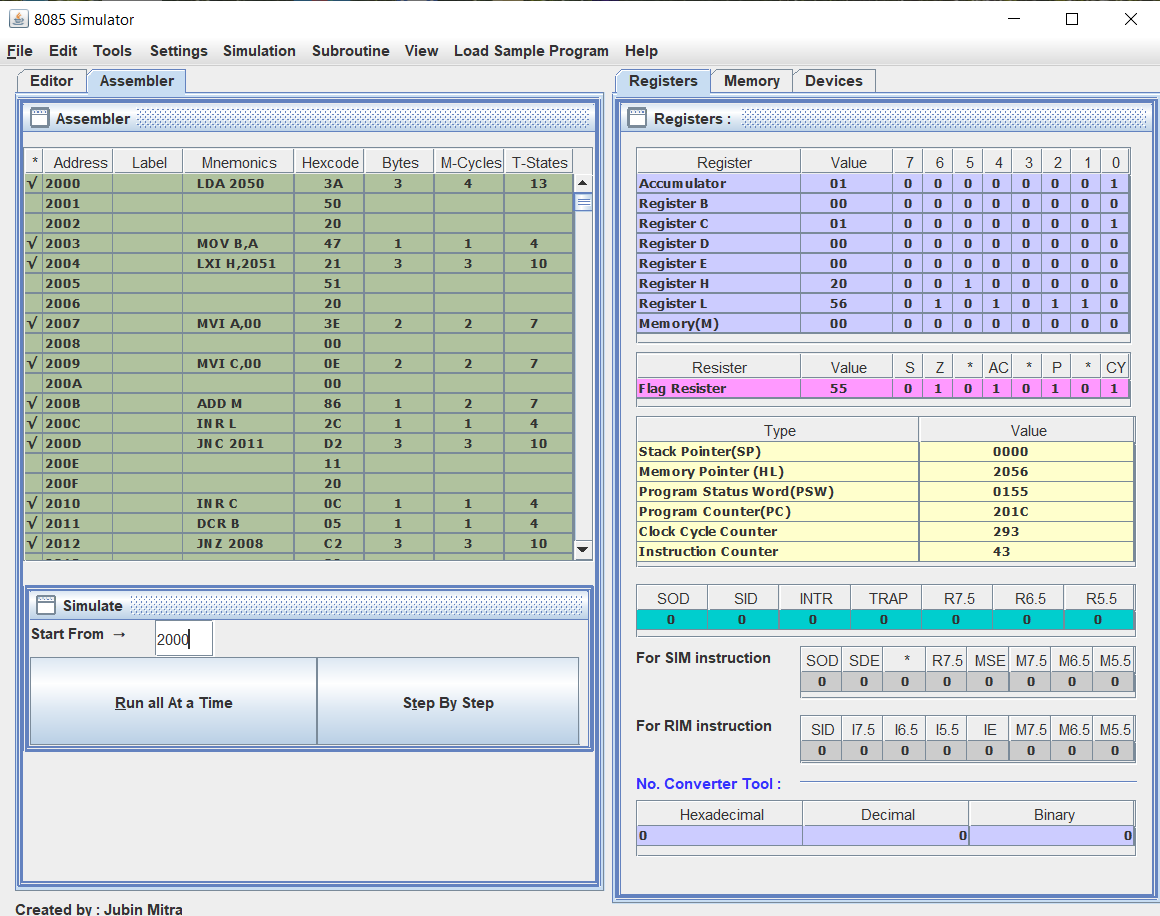 8085 Simulator
File Edit Tools Settings Simulation Subroutine View Load Sample Program Help
Editor Assembler
Assembler
* Address Label Mnemonics Hexcode Bytes M-Cycles T-States
√ 2000 LDA 2050 3A 3 4 13
2001 50
2002 20
√ 2003 MOV B,A 47 1 1 4
√ 2004 LXI H,2051 21 3 3 10
2005 51
2006 20
√ 2007 MVI A,00 3E 2 2 7
2008 00
√ 2009 MVI C,00 0E 2 2 7
200A 00
√ 200B ADD M 86 1 2 7
√ 200C INR L 2C 1 1 4
√ 200D JNC 2011 D2 3 3 10
200E 11
200F 20
√ 2010 INR C 0C 1 1 4
√ 2011 DCR B 05 1 1 4
√ 2012 JNZ 2008 C2 3 3 10
Simulate
Start From → 2000
Run all At a Time Step By Step
Created by : Jubin Mitra
Registers Memory Devices
Registers :
Register Value 7 6 5 4 3 2 1 0
Accumulator 01 0 0 0 0 0 0 0 1
Register B 00 0 0 0 0 0 0 0 0
Register C 01 0 0 0 0 0 0 0 1
Register D 00 0 0 0 0 0 0 0 0
Register E 00 0 0 0 0 0 0 0 0
Register H 20 0 0 1 0 0 0 0 0
Register L 56 0 1 0 1 0 1 1 0
Memory(M) 00 0 0 0 0 0 0 0 0
Resister Value S Z * AC * P * CY
Flag Resister 55 0 1 0 1 0 1 0 1
Type Value
Stack Pointer(SP) 0000
Memory Pointer (HL) 2056
Program Status Word(PSW) 0155
Program Counter(PC) 201C
Clock Cycle Counter 293
Instruction Counter 43
SOD SID INTR TRAP R7.5 R6.5 R5.5
0 0 0 0 0 0 0
For SIM instruction
SOD SDE * R7.5 MSE M7.5 M6.5 M5.5
0 0 0 0 0 0 0 0
For RIM instruction
SID I7.5 I6.5 I5.5 IE M7.5 M6.5 M5.5
0 0 0 0 0 0 0 0
No. Converter Tool :
Hexadecimal Decimal Binary
0 0 0